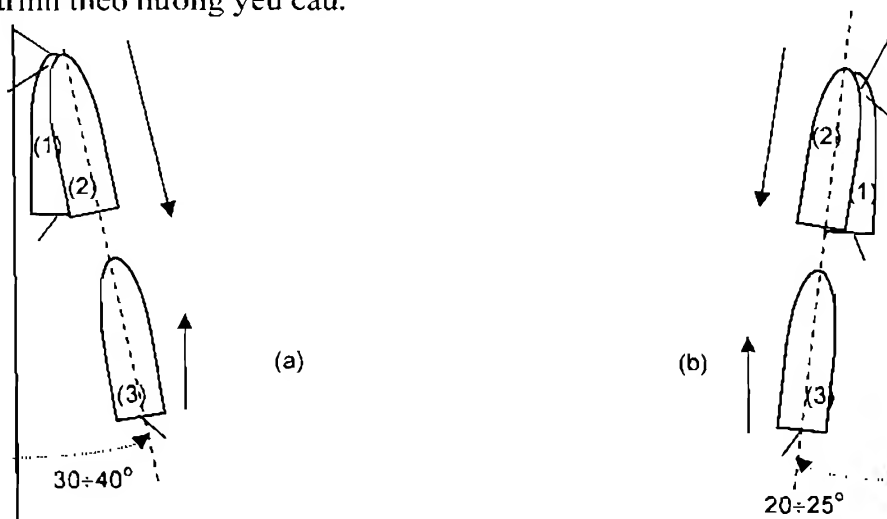 trình theo hướng yêu cầu.
(1)
(2)
(3)
(a)
30÷40°
(2)
(1)
(b)
(3)
20÷25°